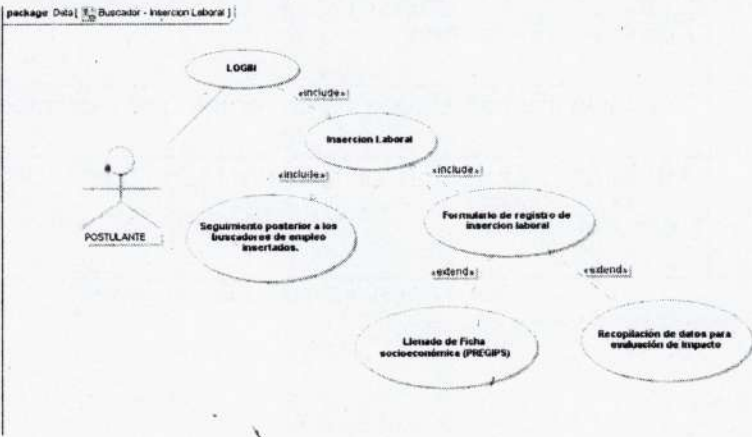 package Data[ Buscador - Insercion Laboral ]
LOGIN
«include»
Insercion Laboral
«include»
«include»
Seguimiento posterior a los
buscadores de empleo
insertados.
Formulario de registro de
insercion laboral
POSTULANTE
«extend»
«extend»
Llenado de Ficha
socioeconómica (PREGIPS)
Recopilación de datos para
evaluación de impacto